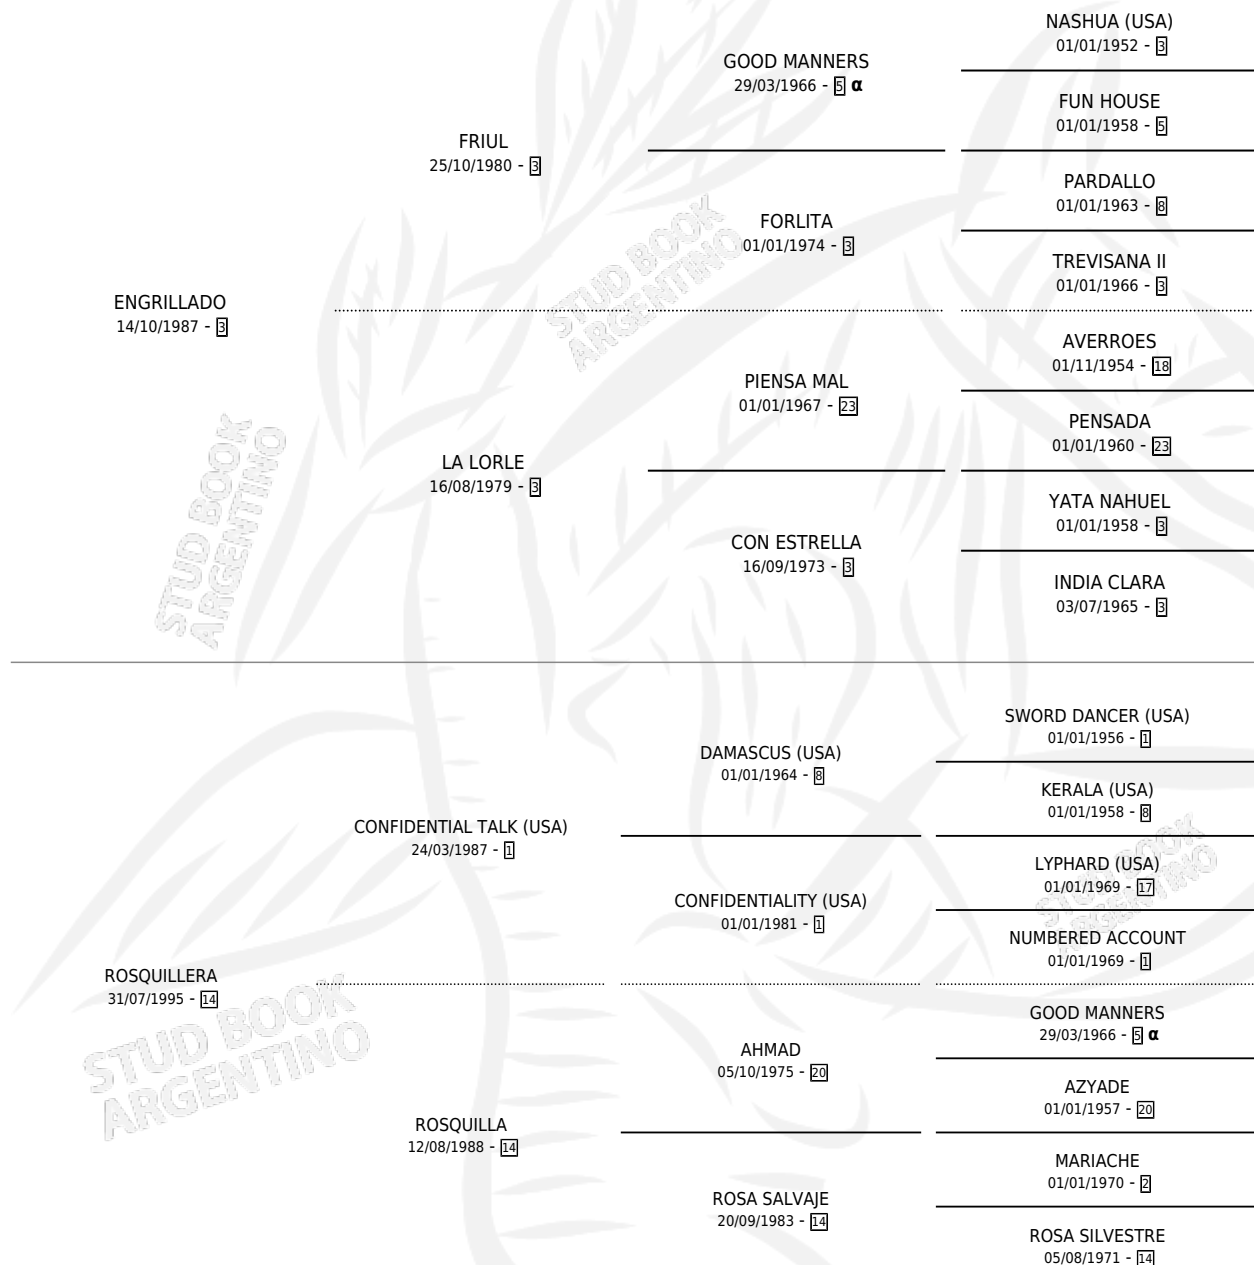 NASHUA (USA)
01/01/1952 - 3
GOOD MANNERS
29/03/1966 - 5 α
FUN HOUSE
01/01/1958 - 5
FRIUL
25/10/1980 - 3
PARDALLO
01/01/1963 - 8
FORLITA
01/01/1974 - 3
TREVISANA II
01/01/1966 - 3
ENGRILLADO
14/10/1987 - 3
STUD BOOK
ARGENTINO
AVERROES
01/11/1954 - 18
PIENSA MAL
01/01/1967 - 23
PENSADA
01/01/1960 - 23
LA LORLE
16/08/1979 - 3
YATA NAHUEL
01/01/1958 - 3
CON ESTRELLA
16/09/1973 - 3
INDIA CLARA
03/07/1965 - 3
STUD BOOK
ARGENTINO
SWORD DANCER (USA)
01/01/1956 - 1
DAMASCUS (USA)
01/01/1964 - 8
KERALA (USA)
01/01/1958 - 8
CONFIDENTIAL TALK (USA)
24/03/1987 - 1
LYPHARD (USA)
01/01/1969 - 17
CONFIDENTIALITY (USA)
01/01/1981 - 1
NUMBERED ACCOUNT
01/01/1969 - 1
STUD BOOK
ARGENTINO
ROSQUILLERA
31/07/1995 - 14
GOOD MANNERS
29/03/1966 - 5 α
AHMAD
05/10/1975 - 20
AZYADE
01/01/1957 - 20
ROSQUILLA
12/08/1988 - 14
MARIACHE
01/01/1970 - 2
ROSA SALVAJE
20/09/1983 - 14
ROSA SILVESTRE
05/08/1971 - 14
STUD BOOK
ARGENTINO